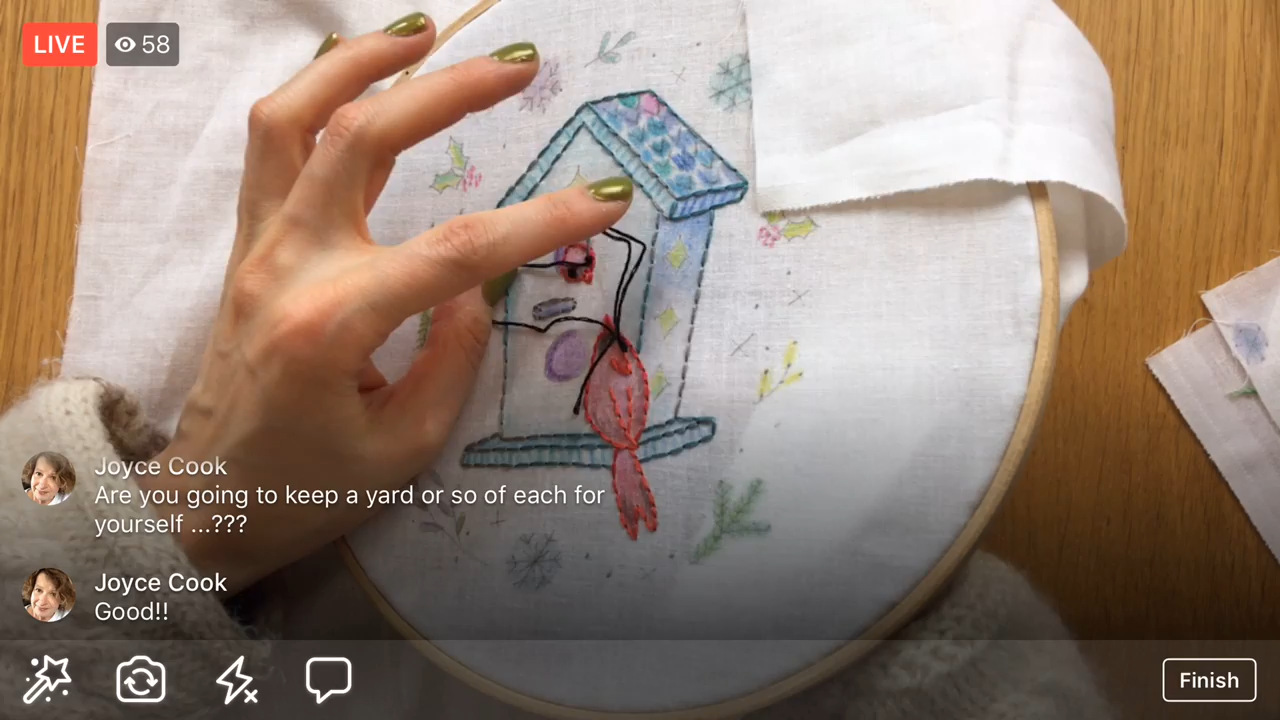 LIVE
58
Joyce Cook
Are you going to keep a yard or so of each for
yourself ...???
Joyce Cook
Good!!
Finish